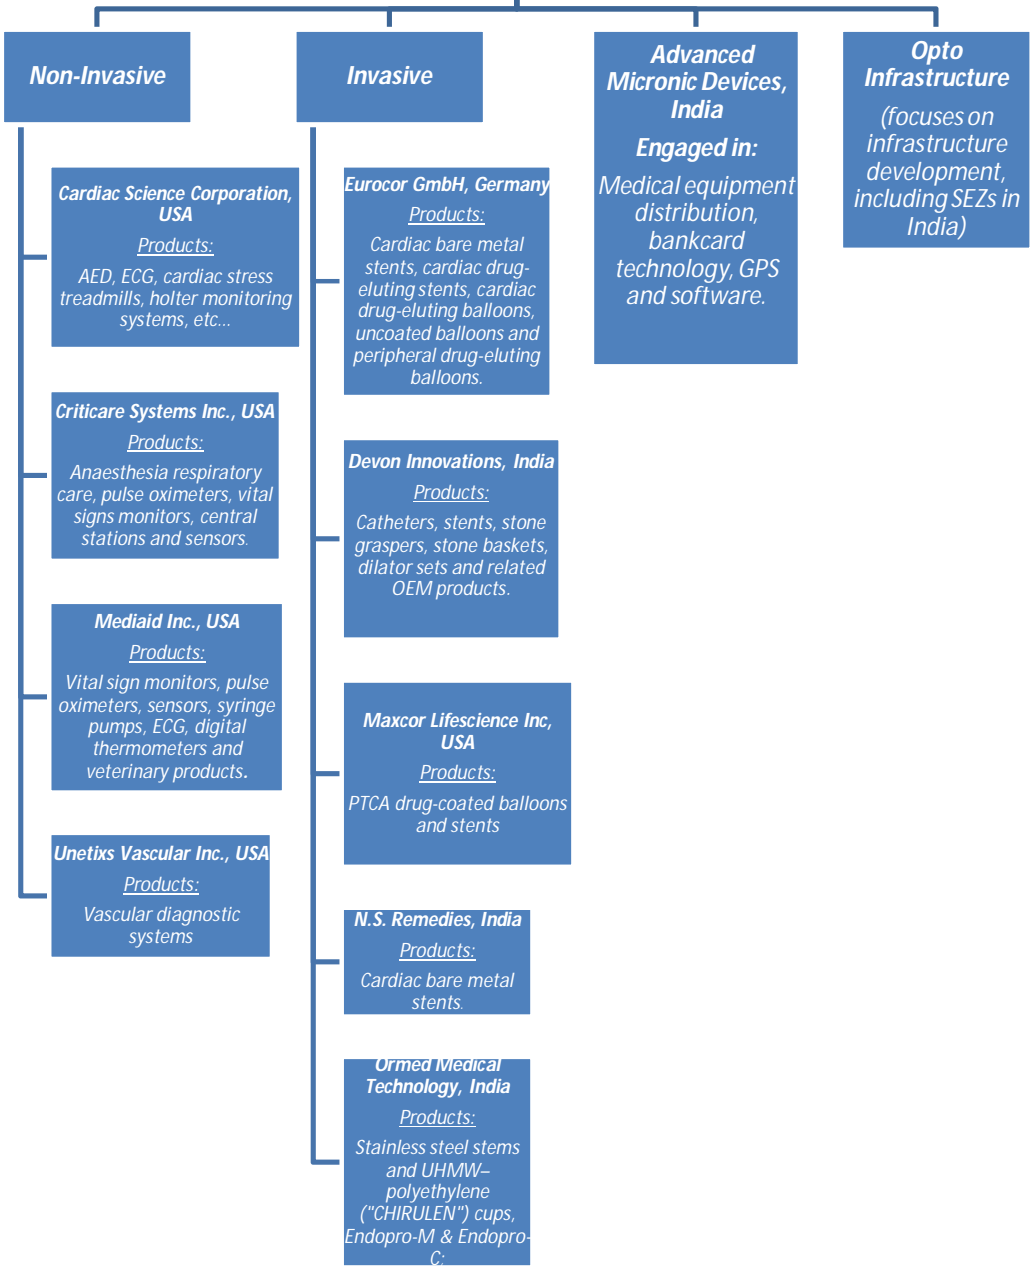 Non-Invasive
Cardiac Science Corporation,
USA
Products:
AED, ECG, cardiac stress
treadmills, holter monitoring
systems, etc...
Criticare Systems Inc., USA
Products:
Anaesthesia respiratory
care, pulse oximeters, vital
signs monitors, central
stations and sensors.
Mediaid Inc., USA
Products:
Vital sign monitors, pulse
oximeters, sensors, syringe
pumps, ECG, digital
thermometers and
veterinary products.
Unetixs Vascular Inc., USA
Products:
Vascular diagnostic
systems
Invasive
Eurocor GmbH, Germany
Products:
Cardiac bare metal
stents, cardiac drug-
eluting stents, cardiac
drug-eluting balloons,
uncoated balloons and
peripheral drug-eluting
balloons.
Devon Innovations, India
Products:
Catheters, stents, stone
graspers, stone baskets,
dilator sets and related
OEM products.
Maxcor Lifescience Inc,
USA
Products:
PTCA drug-coated balloons
and stents
N.S. Remedies, India
Products:
Cardiac bare metal
stents.
Ormed Medical
Technology, India
Products:
Stainless steel stems
and UHMW–
polyethylene
("CHIRULEN") cups,
Endopro-M & Endopro-
C;
Advanced
Micronic Devices,
India
Engaged in:
Medical equipment
distribution,
bankcard
technology, GPS
and software.
Opto
Infrastructure
(focuses on
infrastructure
development,
including SEZs in
India)